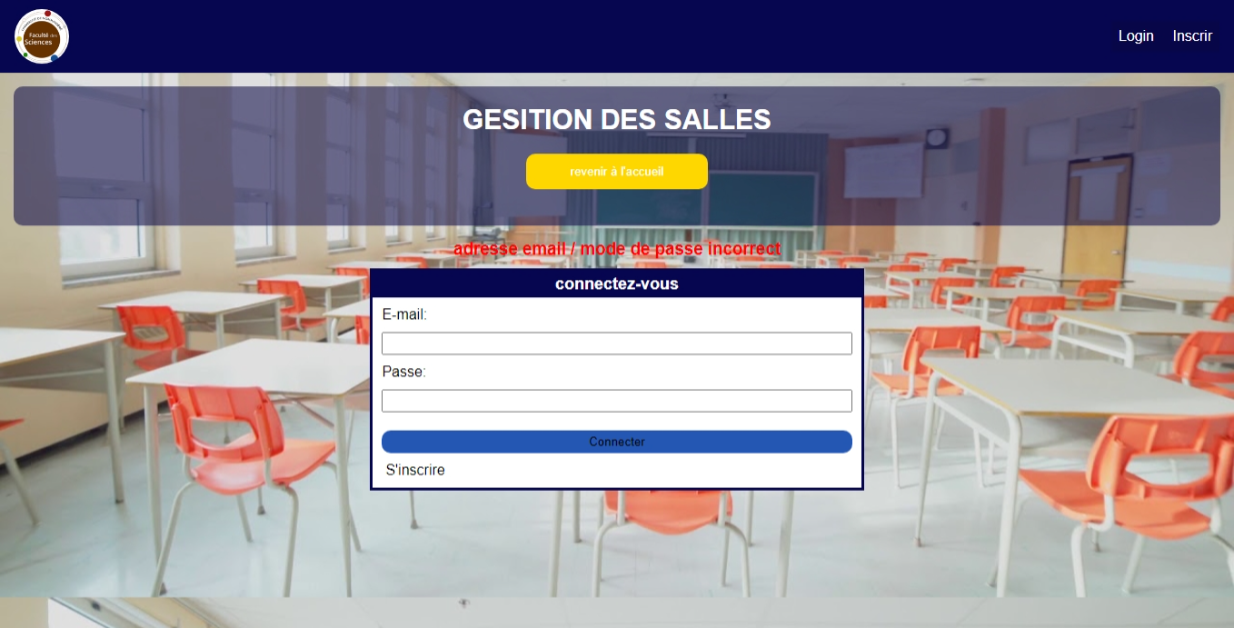 Faculté des
Sciences
Login Inscrir
GESITION DES SALLES
revenir à l'accueil
adresse email / mode de passe incorrect
connectez-vous
E-mail:
Passe:
Connecter
S'inscrire